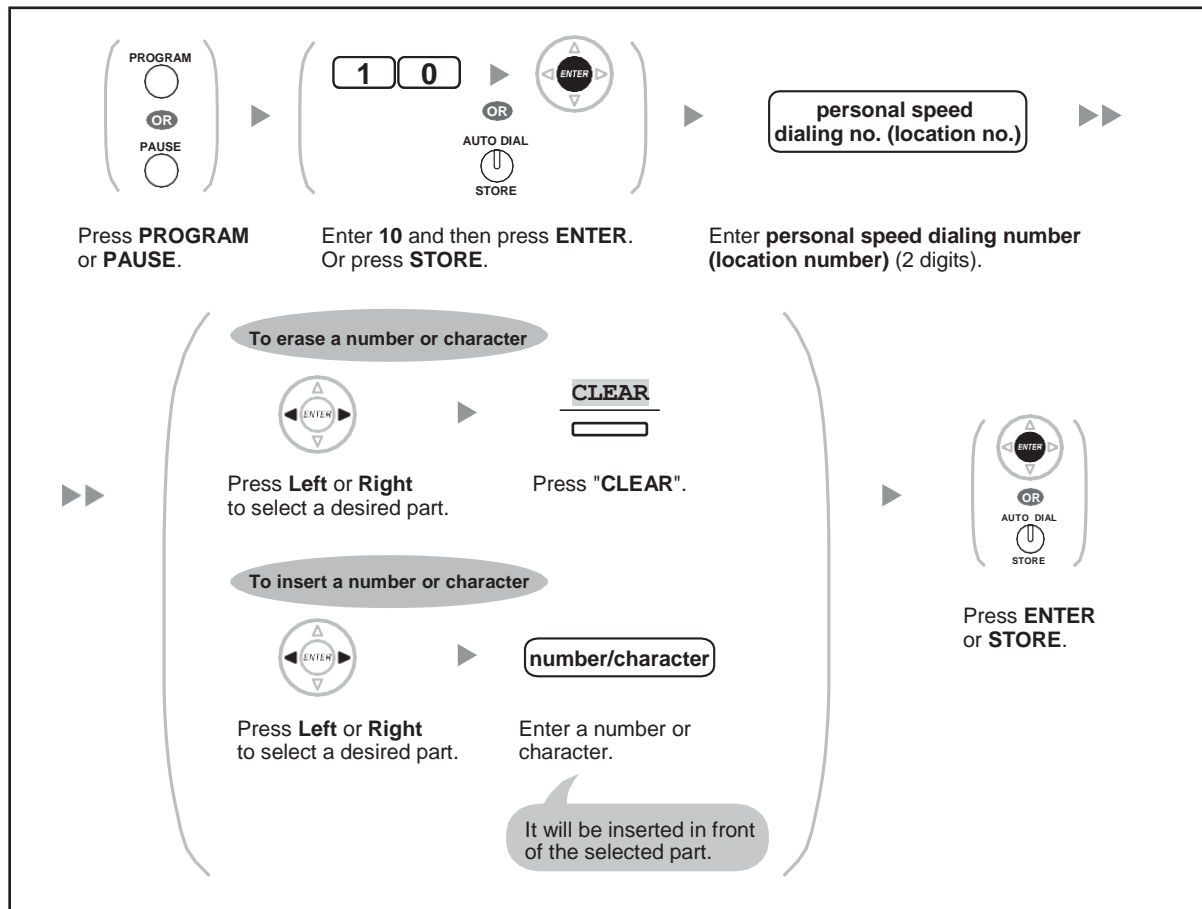 PROGRAM
OR
PAUSE
1 0
ENTER
OR
AUTO DIAL
STORE
personal speed
dialing no. (location no.)
Press PROGRAM
or PAUSE.
Enter 10 and then press ENTER.
Or press STORE.
Enter personal speed dialing number
(location number) (2 digits).
To erase a number or character
ENTER
CLEAR
Press Left or Right
to select a desired part.
Press "CLEAR".
To insert a number or character
ENTER
number/character
Press Left or Right
to select a desired part.
Enter a number or
character.
It will be inserted in front
of the selected part.
ENTER
OR
AUTO DIAL
STORE
Press ENTER
or STORE.